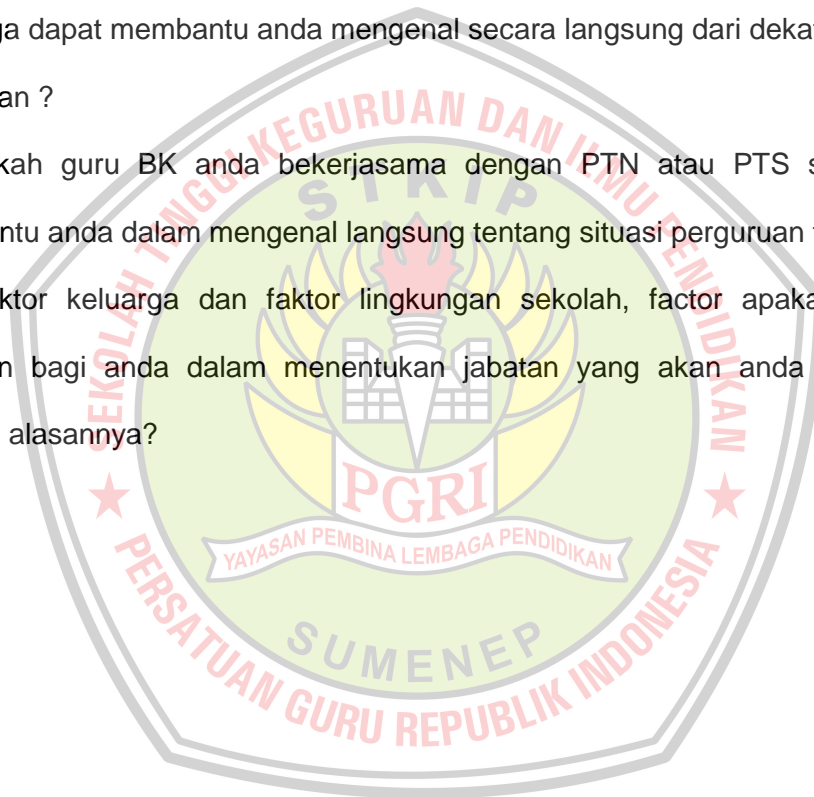 ga dapat membantu anda mengenal secara langsung dari deka
an ?
kah guru BK anda bekerjasama dengan PTN atau PTS s
ntu anda dalam mengenal langsung tentang situasi perguruan
ktor keluarga dan faktor lingkungan sekolah, factor apaka
n bagi anda dalam menentukan jabatan yang akan anda
alasannya?
SEKOLAH TINGGI KEGURUAN DAN ILMU PENDIDIKAN
STKIP
PGRI
YAYASAN PEMBINA LEMBAGA PENDIDIKAN
SUMENEP
PERSATUAN GURU REPUBLIK INDONESIA